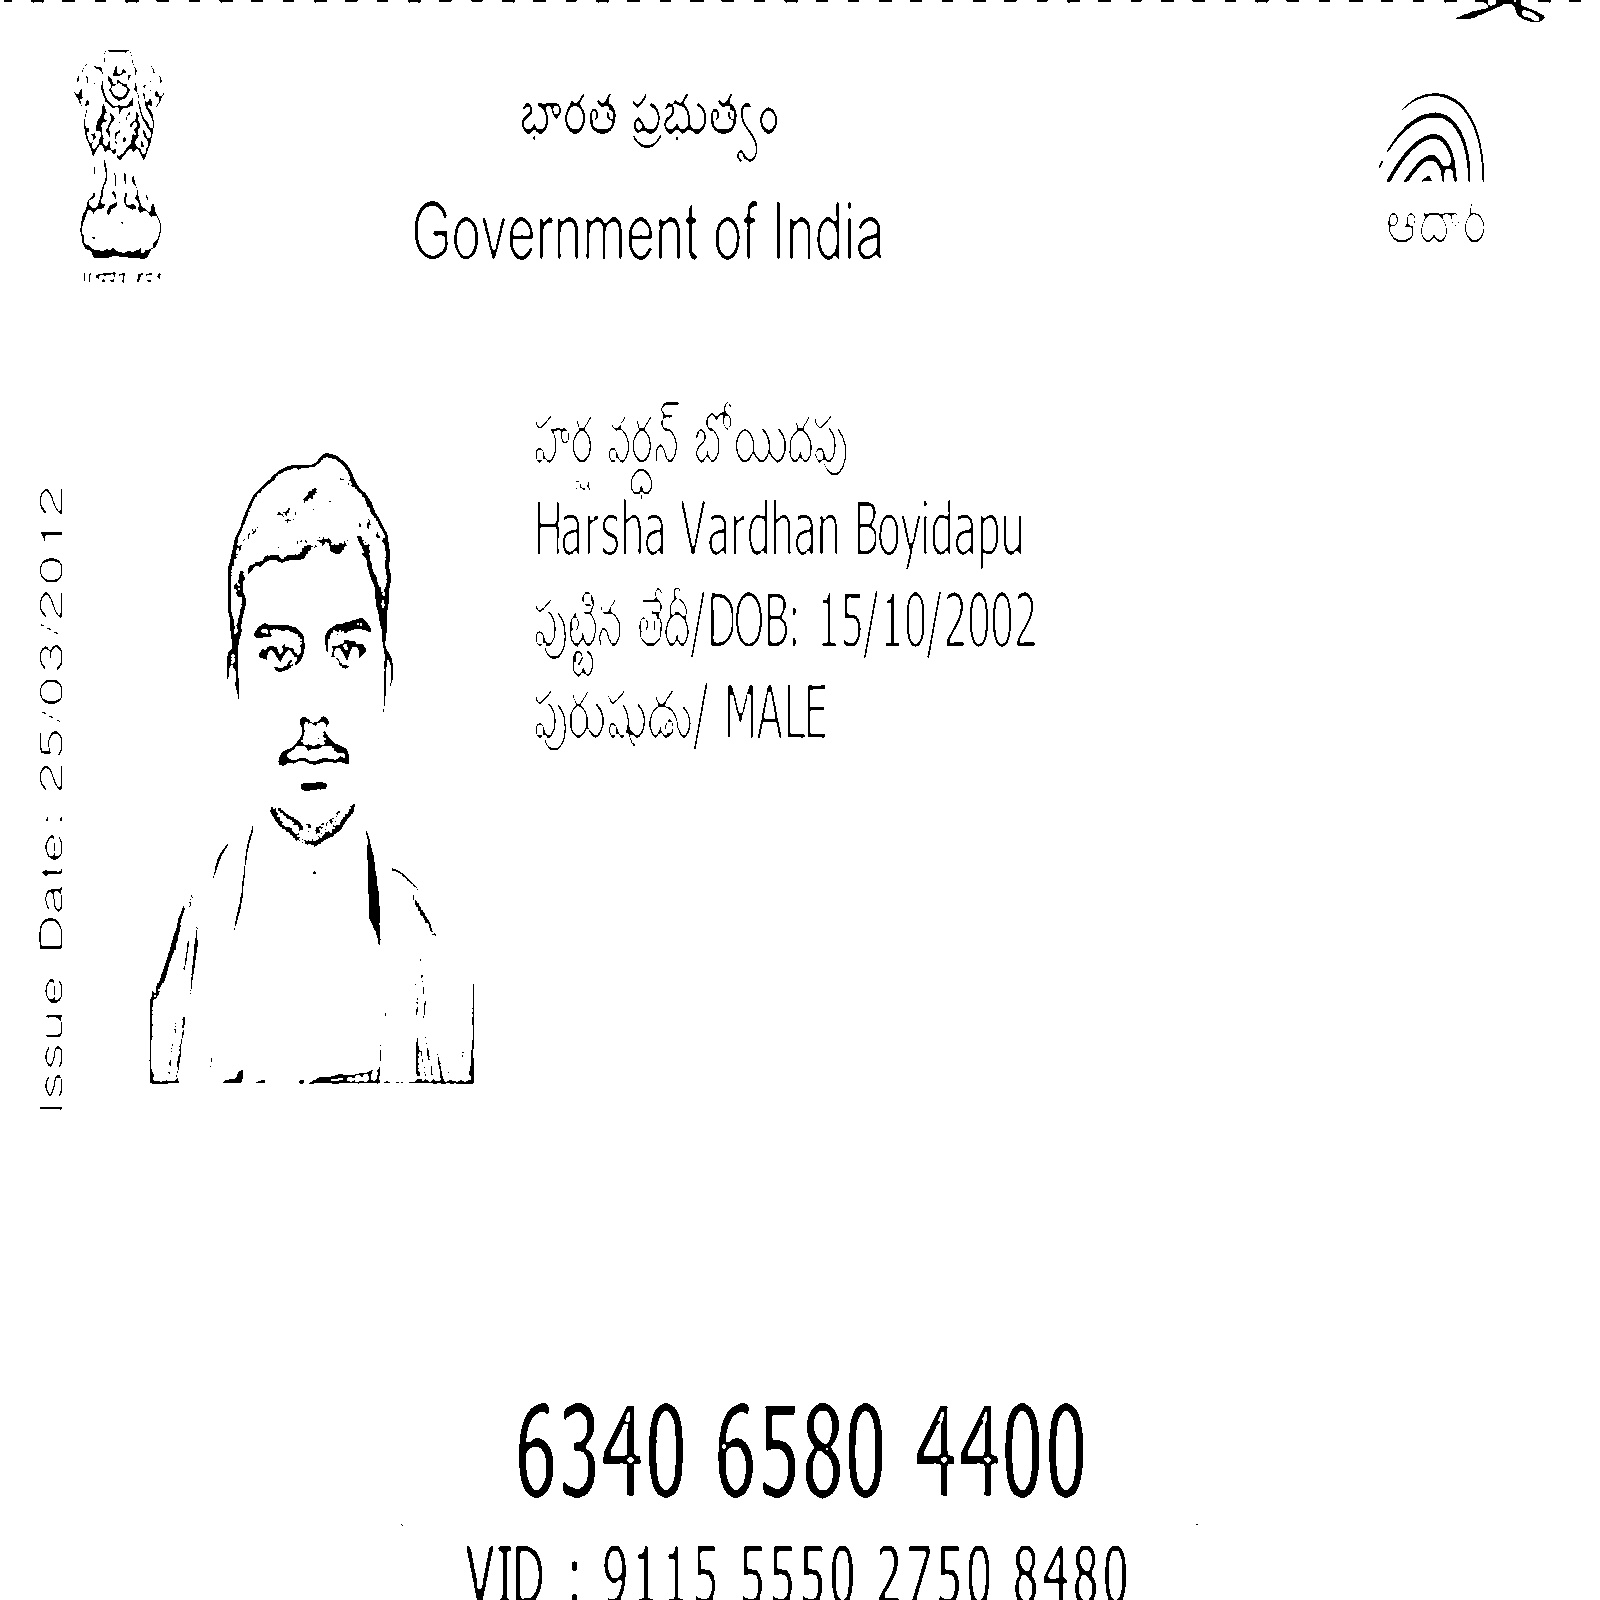 భారత ప్రభుత్వం
Government of India
ఆధార్
Issue Date: 25/03/2012
హర్ష వర్ధన్ బోయిదపు
Harsha Vardhan Boyidapu
పుట్టిన తేదీ/DOB: 15/10/2002
పురుషుడు/ MALE
6340 6580 4400
VID : 9115 5550 2750 8480